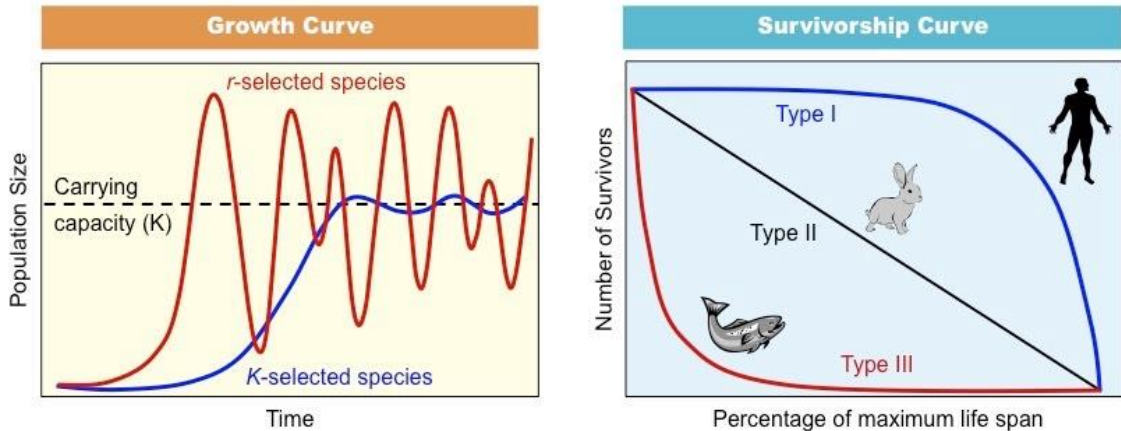 Growth Curve
r-selected species
Population Size
Carrying
capacity (K)
K-selected species
Time
Survivorship Curve
Number of Survivors
Type I
Type II
Type III
Percentage of maximum life span